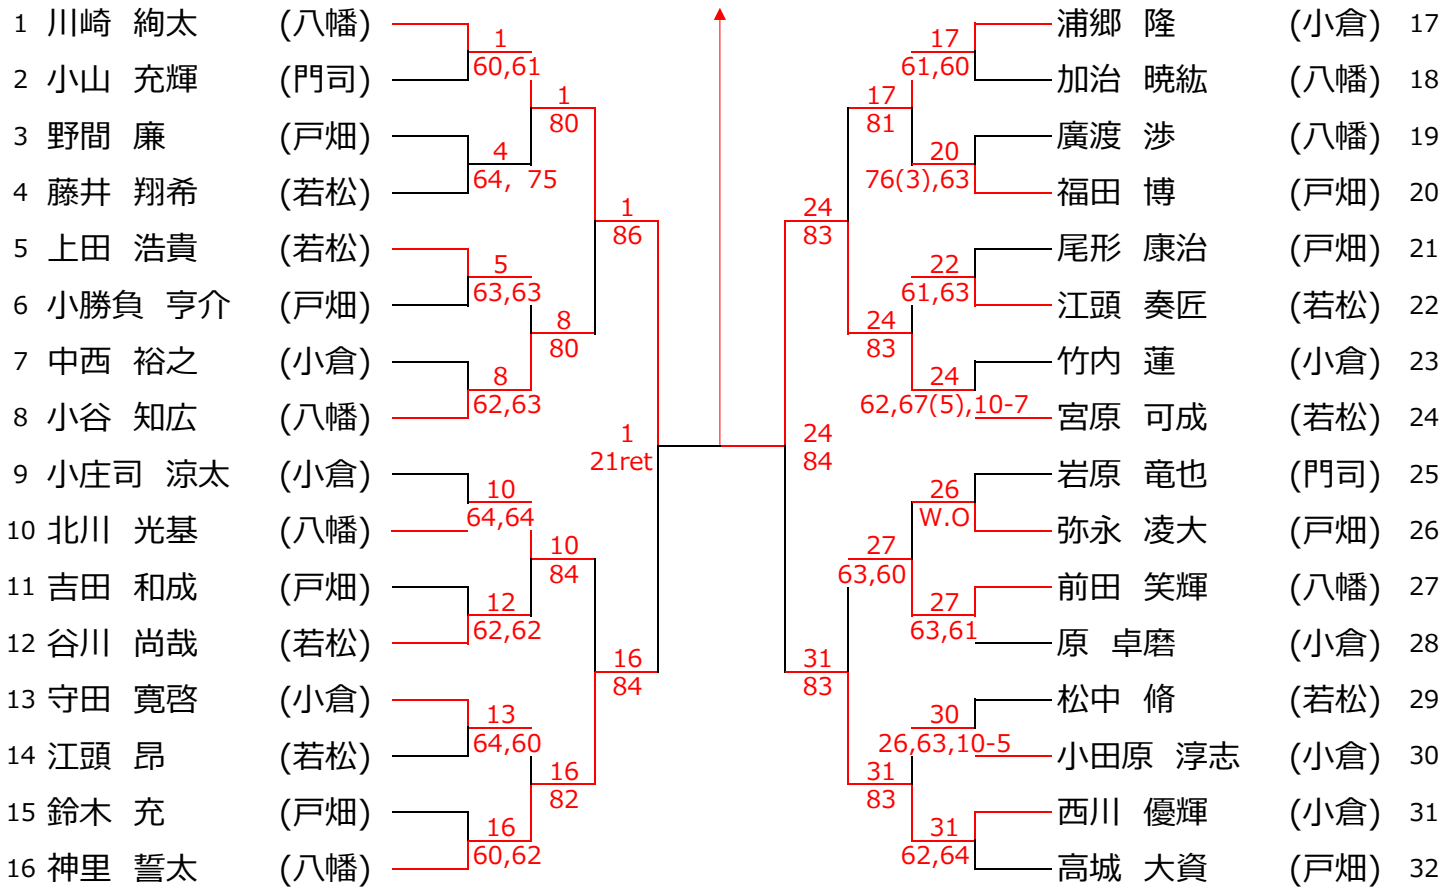 1 川崎 絢太 (八幡)
2 小山 充輝 (門司)
3 野間 廉 (戸畑)
4 藤井 翔希 (若松)
5 上田 浩貴 (若松)
6 小勝負 亨介 (戸畑)
7 中西 裕之 (小倉)
8 小谷 知広 (八幡)
9 小庄司 涼太 (小倉)
10 北川 光基 (八幡)
11 吉田 和成 (戸畑)
12 谷川 尚哉 (若松)
13 守田 寛啓 (小倉)
14 江頭 昂 (若松)
15 鈴木 充 (戸畑)
16 神里 誓太 (八幡)
1
60,61
4
64, 75
5
63,63
8
62,63
10
64,64
12
62,62
13
64,60
16
60,62
1
80
8
80
10
84
16
82
1
86
16
84
1
21ret
24
84
24
83
31
83
17
81
24
83
27
63,60
31
83
17
61,60
20
76(3),63
22
61,63
24
62,67(5),10-7
26
W.O
27
63,61
30
26,63,10-5
31
62,64
浦郷 隆 (小倉) 17
加治 暁紘 (八幡) 18
廣渡 渉 (八幡) 19
福田 博 (戸畑) 20
尾形 康治 (戸畑) 21
江頭 奏匠 (若松) 22
竹内 蓮 (小倉) 23
宮原 可成 (若松) 24
岩原 竜也 (門司) 25
弥永 凌大 (戸畑) 26
前田 笑輝 (八幡) 27
原 卓磨 (小倉) 28
松中 脩 (若松) 29
小田原 淳志 (小倉) 30
西川 優輝 (小倉) 31
高城 大資 (戸畑) 32